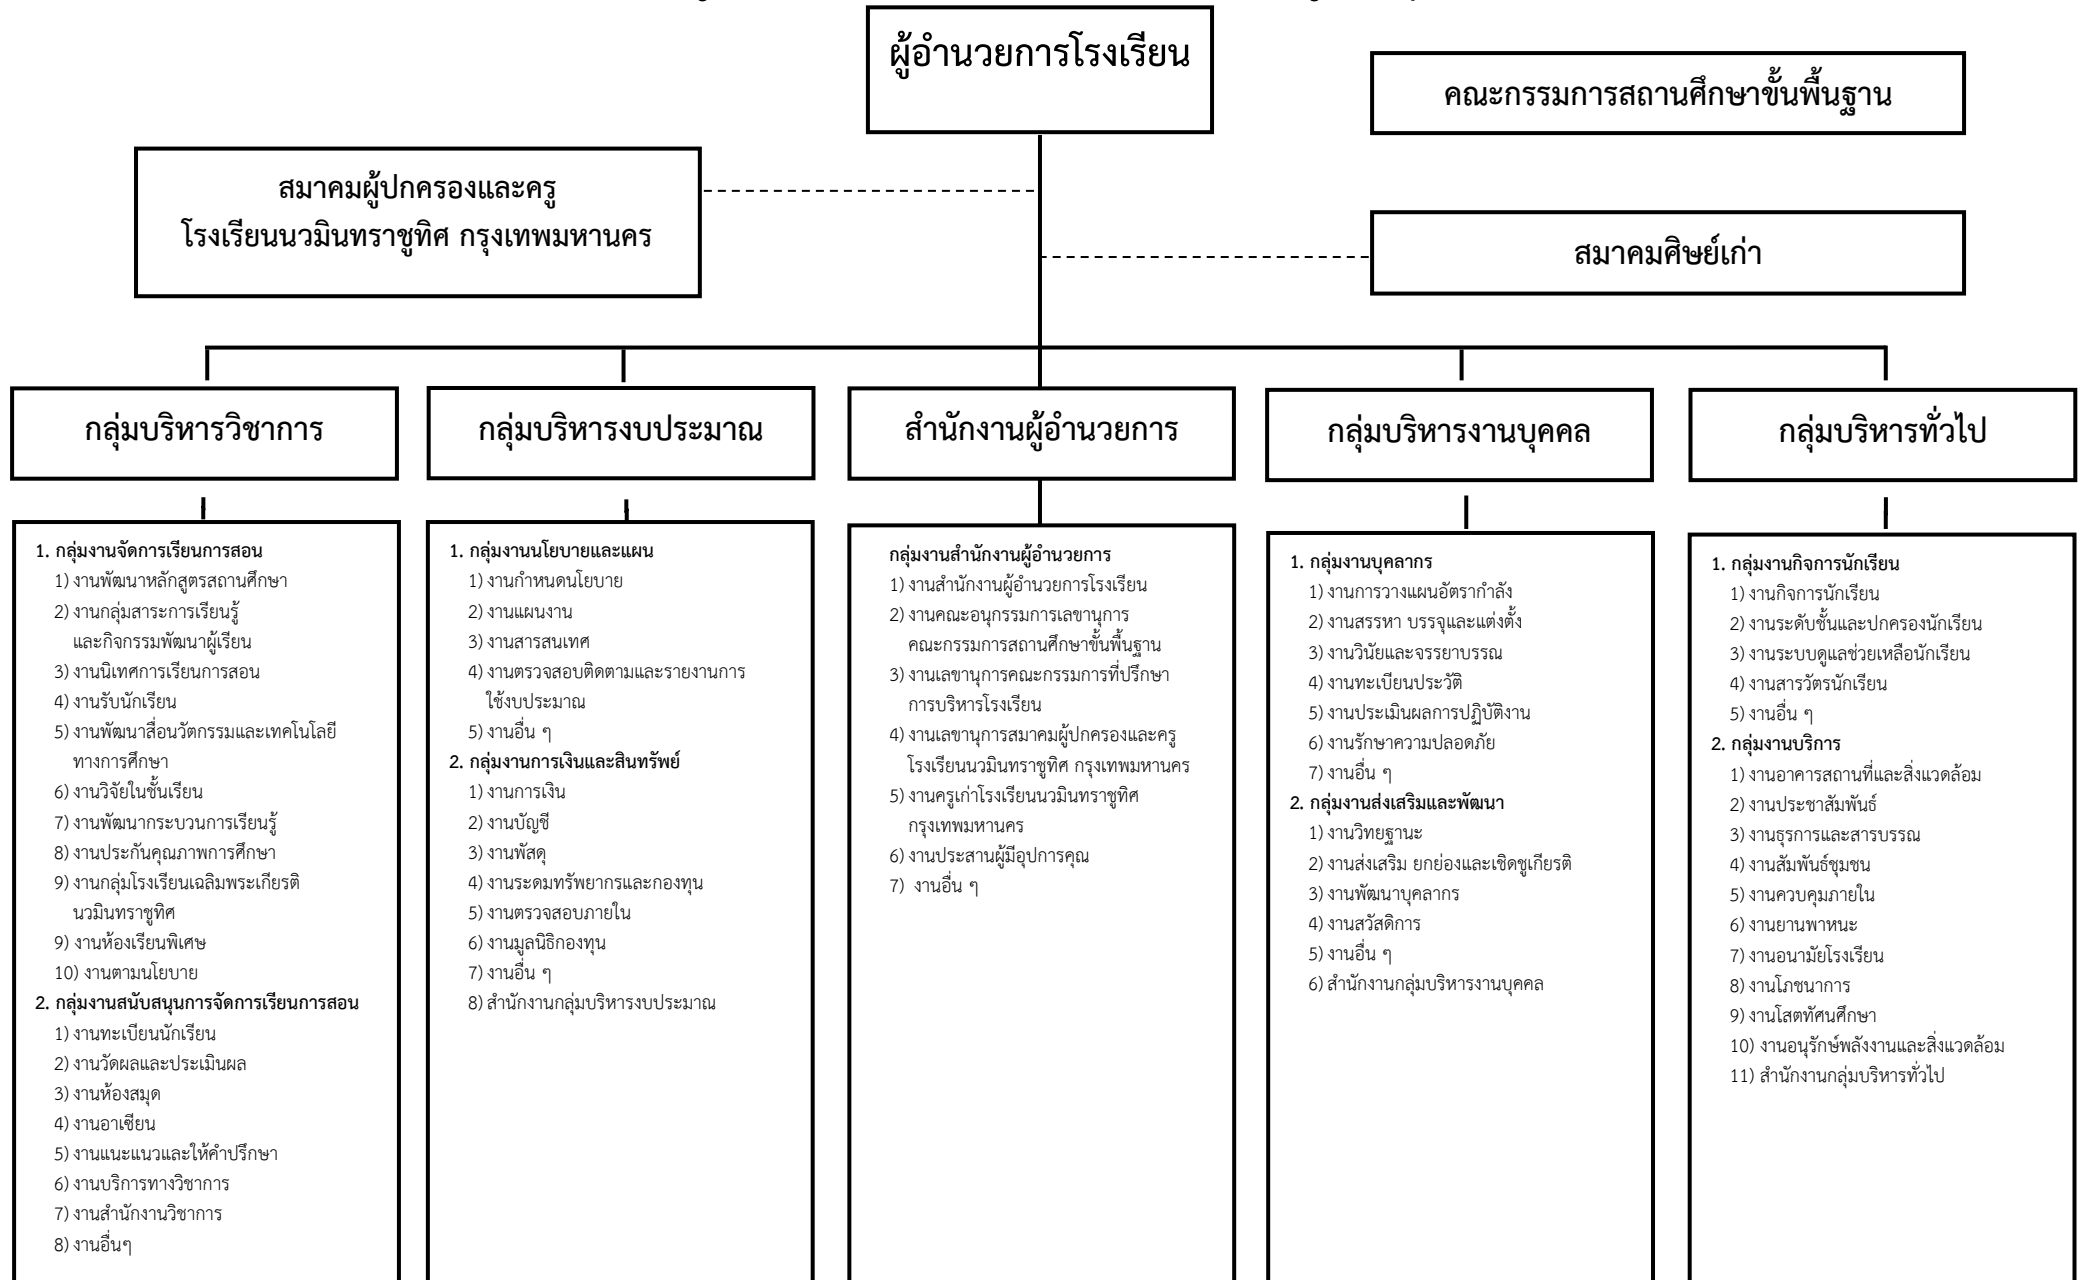 ผู้อำนวยการโรงเรียน
คณะกรรมการสถานศึกษาขั้นพื้นฐาน
สมาคมผู้ปกครองและครู
โรงเรียนนวมินทราชูทิศ กรุงเทพมหานคร
สมาคมศิษย์เก่า
กลุ่มบริหารวิชาการ
กลุ่มบริหารงบประมาณ
สำนักงานผู้อำนวยการ
กลุ่มบริหารงานบุคคล
กลุ่มบริหารทั่วไป
1. กลุ่มงานจัดการเรียนการสอน
1) งานพัฒนาหลักสูตรสถานศึกษา
2) งานกลุ่มสาระการเรียนรู้
และกิจกรรมพัฒนาผู้เรียน
3) งานนิเทศการเรียนการสอน
4) งานรับนักเรียน
5) งานพัฒนาสื่อนวัตกรรมและเทคโนโลยี
ทางการศึกษา
6) งานวิจัยในชั้นเรียน
7) งานพัฒนากระบวนการเรียนรู้
8) งานประกันคุณภาพการศึกษา
9) งานกลุ่มโรงเรียนเฉลิมพระเกียรติ
นวมินทราชูทิศ
9) งานห้องเรียนพิเศษ
10) งานตามนโยบาย
2. กลุ่มงานสนับสนุนการจัดการเรียนการสอน
1) งานทะเบียนนักเรียน
2) งานวัดผลและประเมินผล
3) งานห้องสมุด
4) งานอาเซียน
5) งานแนะแนวและให้คำปรึกษา
6) งานบริการทางวิชาการ
7) งานสำนักงานวิชาการ
8) งานอื่นๆ
1. กลุ่มงานนโยบายและแผน
1) งานกำหนดนโยบาย
2) งานแผนงาน
3) งานสารสนเทศ
4) งานตรวจสอบติดตามและรายงานการ
ใช้งบประมาณ
5) งานอื่น ๆ
2. กลุ่มงานการเงินและสินทรัพย์
1) งานการเงิน
2) งานบัญชี
3) งานพัสดุ
4) งานระดมทรัพยากรและกองทุน
5) งานตรวจสอบภายใน
6) งานมูลนิธิกองทุน
7) งานอื่น ๆ
8) สำนักงานกลุ่มบริหารงบประมาณ
กลุ่มงานสำนักงานผู้อำนวยการ
1) งานสำนักงานผู้อำนวยการโรงเรียน
2) งานคณะอนุกรรมการเลขานุการ
คณะกรรมการสถานศึกษาขั้นพื้นฐาน
3) งานเลขานุการคณะกรรมการที่ปรึกษา
การบริหารโรงเรียน
4) งานเลขานุการสมาคมผู้ปกครองและครู
โรงเรียนนวมินทราชูทิศ กรุงเทพมหานคร
5) งานครูเก่าโรงเรียนนวมินทราชูทิศ
กรุงเทพมหานคร
6) งานประสานผู้มีอุปการคุณ
7) งานอื่น ๆ
1. กลุ่มงานบุคลากร
1) งานการวางแผนอัตรากำลัง
2) งานสรรหา บรรจุและแต่งตั้ง
3) งานวินัยและจรรยาบรรณ
4) งานทะเบียนประวัติ
5) งานประเมินผลการปฏิบัติงาน
6) งานรักษาความปลอดภัย
7) งานอื่น ๆ
2. กลุ่มงานส่งเสริมและพัฒนา
1) งานวิทยฐานะ
2) งานส่งเสริม ยกย่องและเชิดชูเกียรติ
3) งานพัฒนาบุคลากร
4) งานสวัสดิการ
5) งานอื่น ๆ
6) สำนักงานกลุ่มบริหารงานบุคคล
1. กลุ่มงานกิจการนักเรียน
1) งานกิจการนักเรียน
2) งานระดับชั้นและปกครองนักเรียน
3) งานระบบดูแลช่วยเหลือนักเรียน
4) งานสารวัตรนักเรียน
5) งานอื่น ๆ
2. กลุ่มงานบริการ
1) งานอาคารสถานที่และสิ่งแวดล้อม
2) งานประชาสัมพันธ์
3) งานธุรการและสารบรรณ
4) งานสัมพันธ์ชุมชน
5) งานควบคุมภายใน
6) งานยานพาหนะ
7) งานอนามัยโรงเรียน
8) งานโภชนาการ
9) งานโสตทัศนศึกษา
10) งานอนุรักษ์พลังงานและสิ่งแวดล้อม
11) สำนักงานกลุ่มบริหารทั่วไป